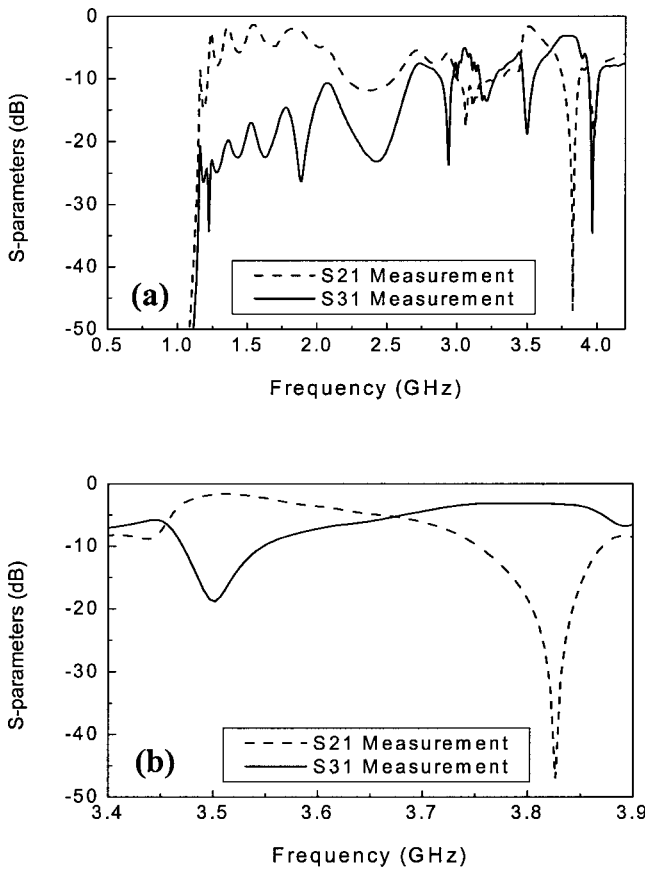 0
-10
-20
-30
-40
-50
S-parameters (dB)
S21 Measurement
S31 Measurement
(a)
0.5 1.0 1.5 2.0 2.5 3.0 3.5 4.0
Frequency (GHz)
0
-10
-20
-30
-40
-50
S-parameters (dB)
S21 Measurement
S31 Measurement
(b)
3.4 3.5 3.6 3.7 3.8 3.9
Frequency (GHz)